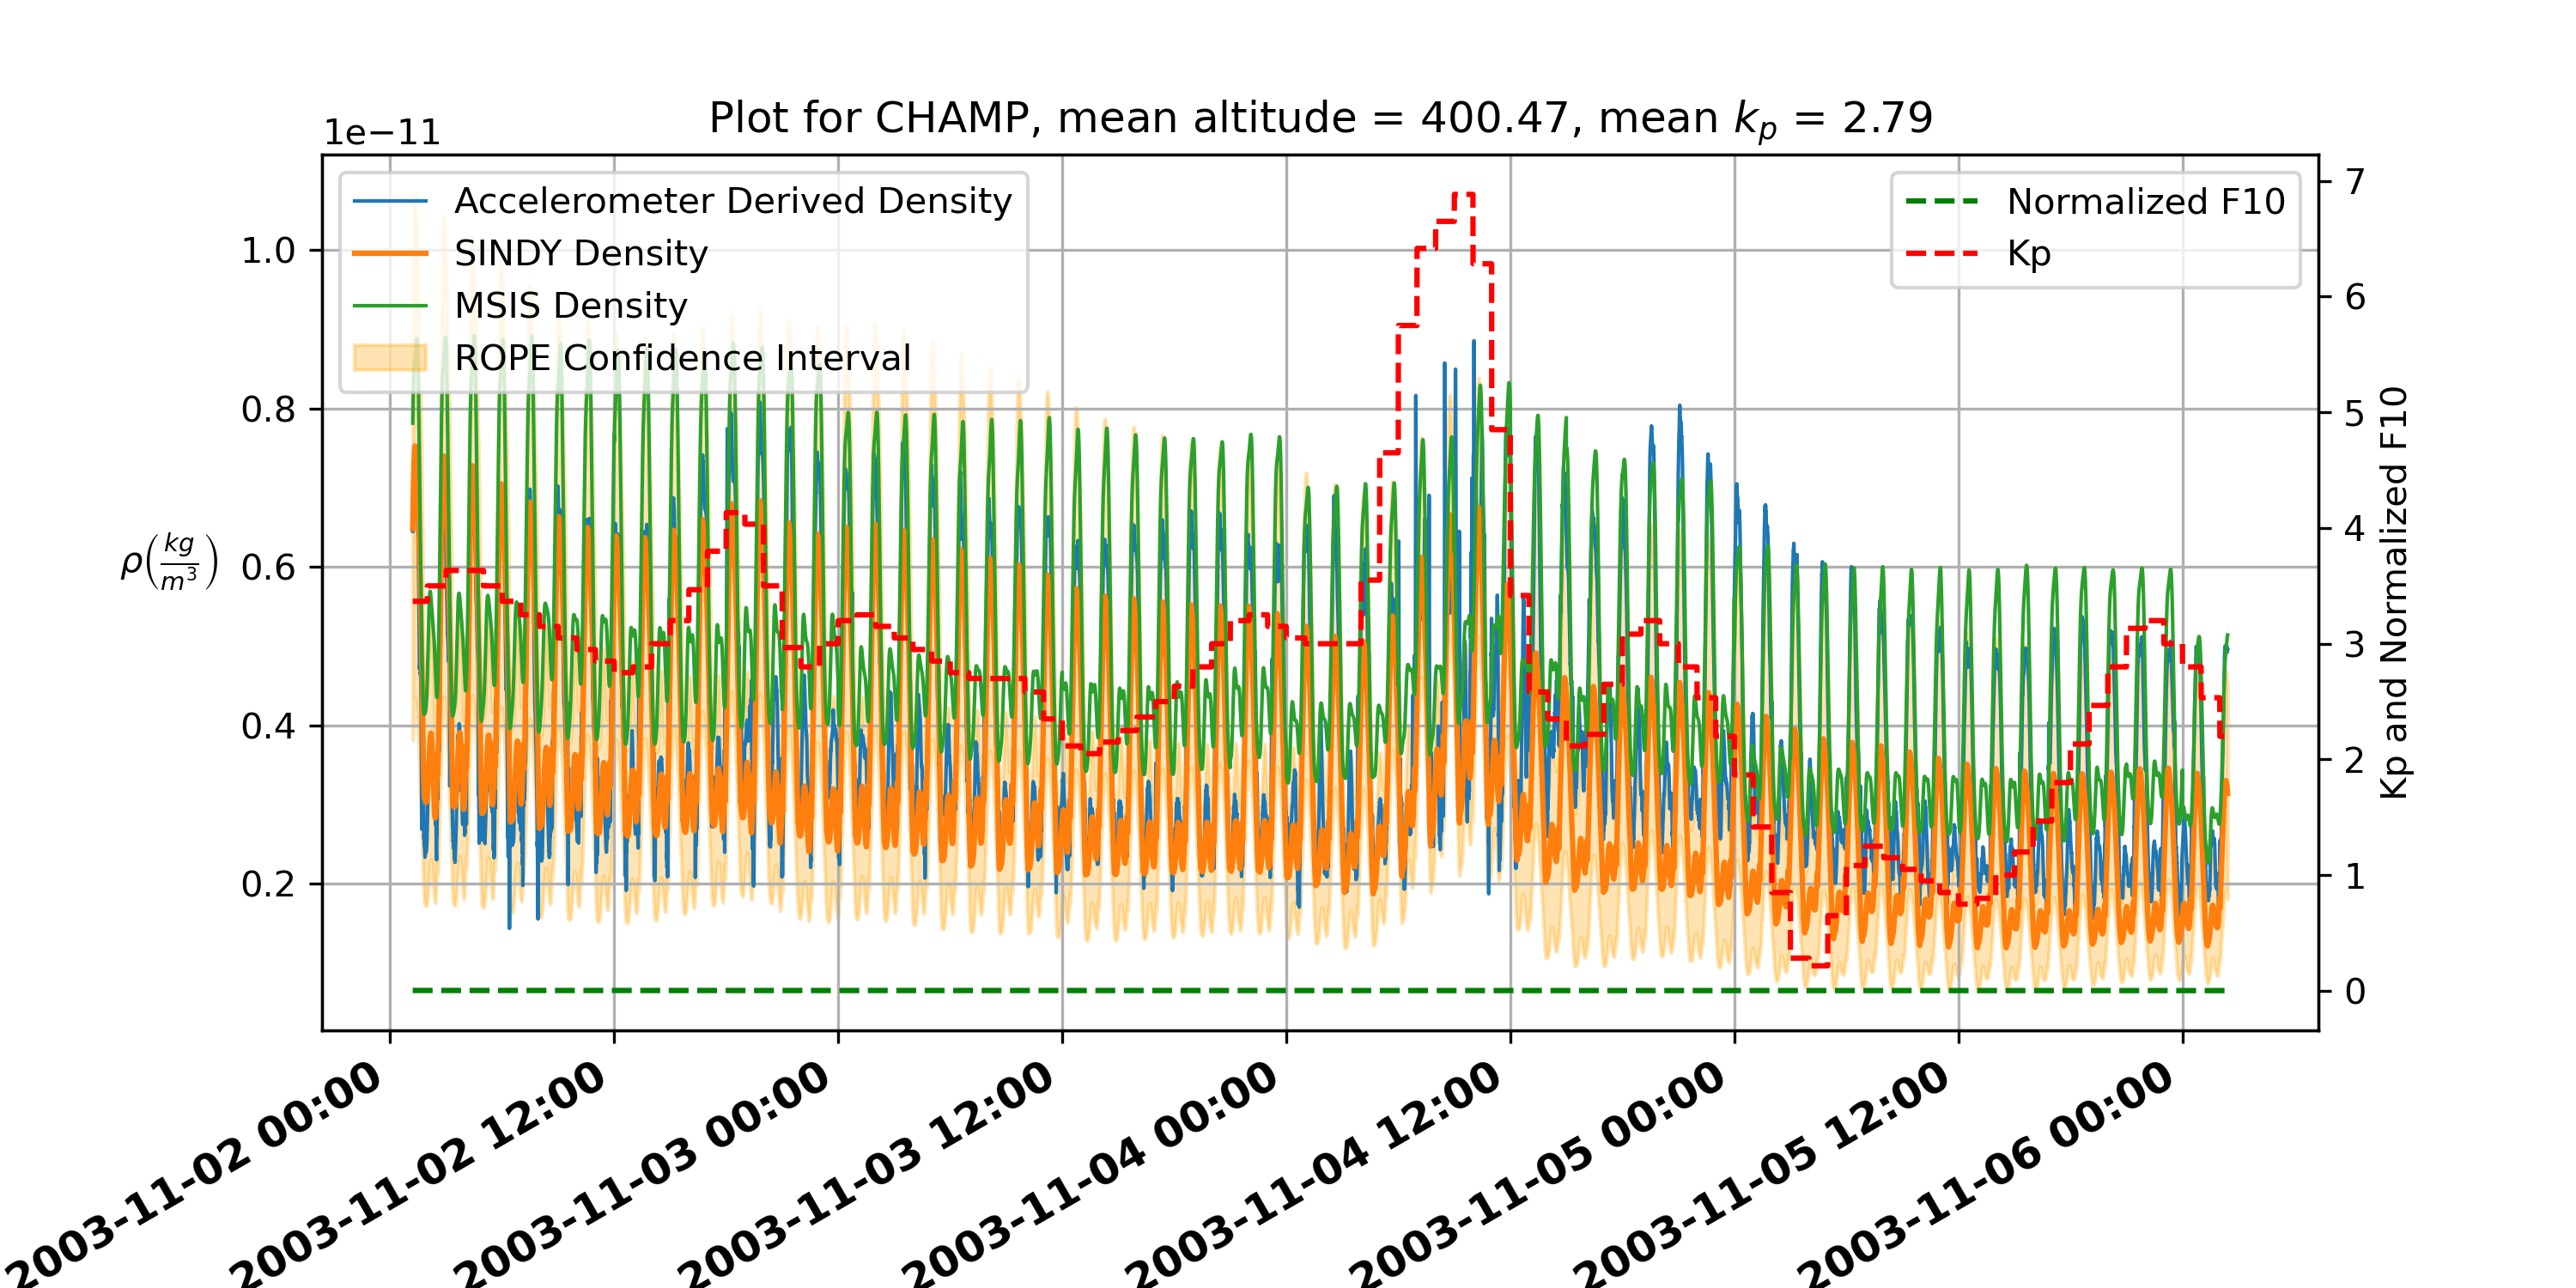 Plot for CHAMP, mean altitude = 400.47, mean kₚ = 2.79
1e−11
Accelerometer Derived Density
SINDY Density
MSIS Density
ROPE Confidence Interval
Normalized F10
Kp
1.0
0.8
0.6
0.4
0.2
ρ(kg/m³)
7
6
5
4
3
2
1
0
Kp and Normalized F10
2003-11-02 00:00
2003-11-02 12:00
2003-11-03 00:00
2003-11-03 12:00
2003-11-04 00:00
2003-11-04 12:00
2003-11-05 00:00
2003-11-05 12:00
2003-11-06 00:00